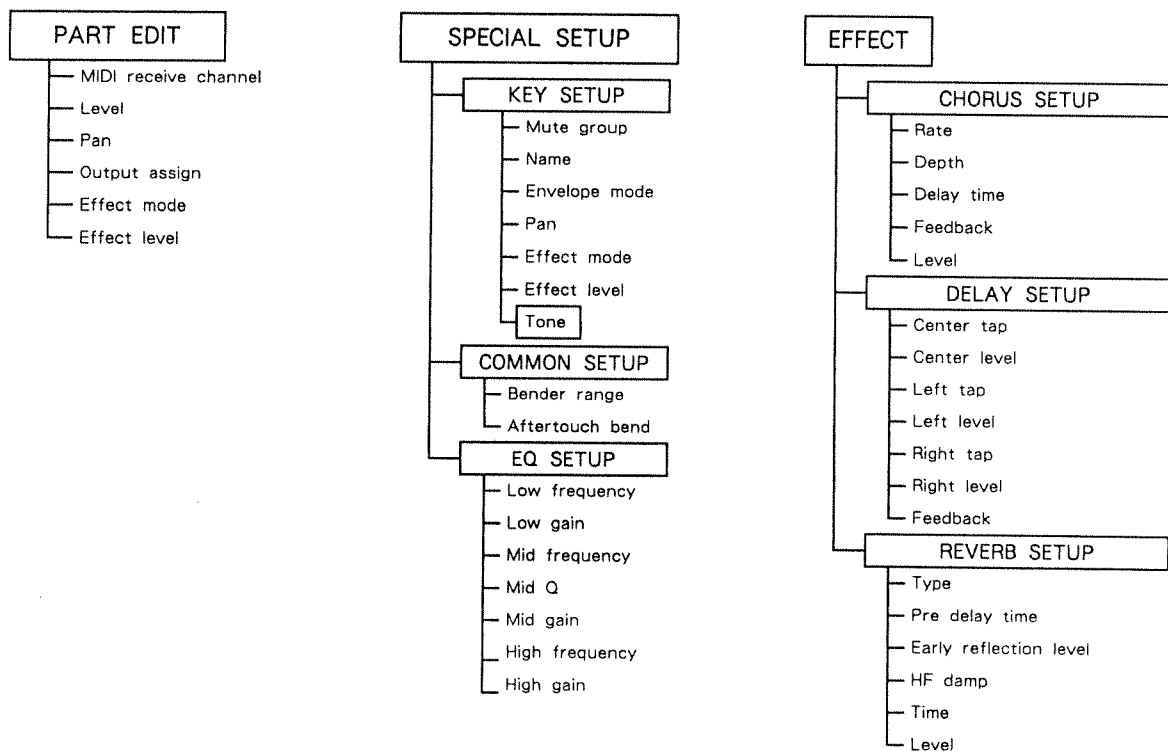 PART EDIT
MIDI receive channel
Level
Pan
Output assign
Effect mode
Effect level
SPECIAL SETUP
KEY SETUP
Mute group
Name
Envelope mode
Pan
Effect mode
Effect level
Tone
COMMON SETUP
Bender range
Aftertouch bend
EQ SETUP
Low frequency
Low gain
Mid frequency
Mid Q
Mid gain
High frequency
High gain
EFFECT
CHORUS SETUP
Rate
Depth
Delay time
Feedback
Level
DELAY SETUP
Center tap
Center level
Left tap
Left level
Right tap
Right level
Feedback
REVERB SETUP
Type
Pre delay time
Early reflection level
HF damp
Time
Level